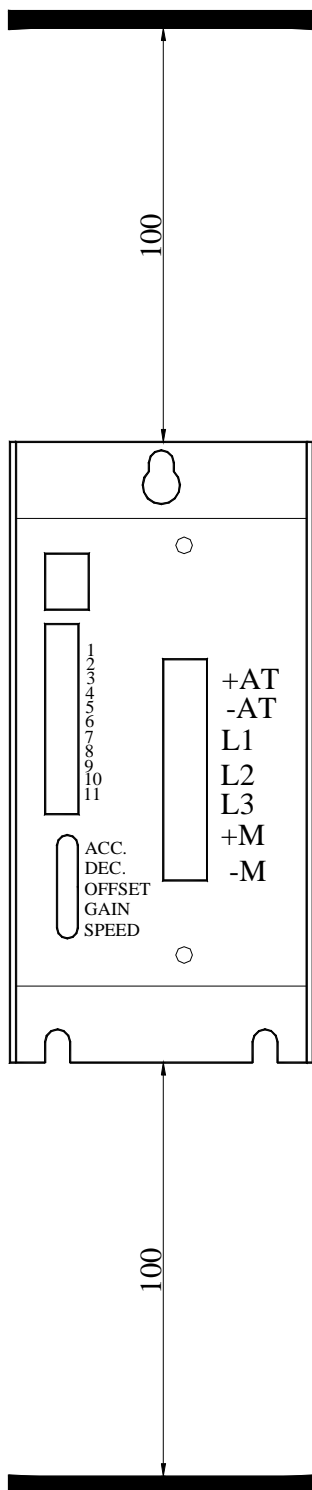 100
1
2
3
4
5
6
7
8
9
10
11
+AT
-AT
L1
L2
L3
+M
-M
ACC.
DEC.
OFFSET
GAIN
SPEED
100